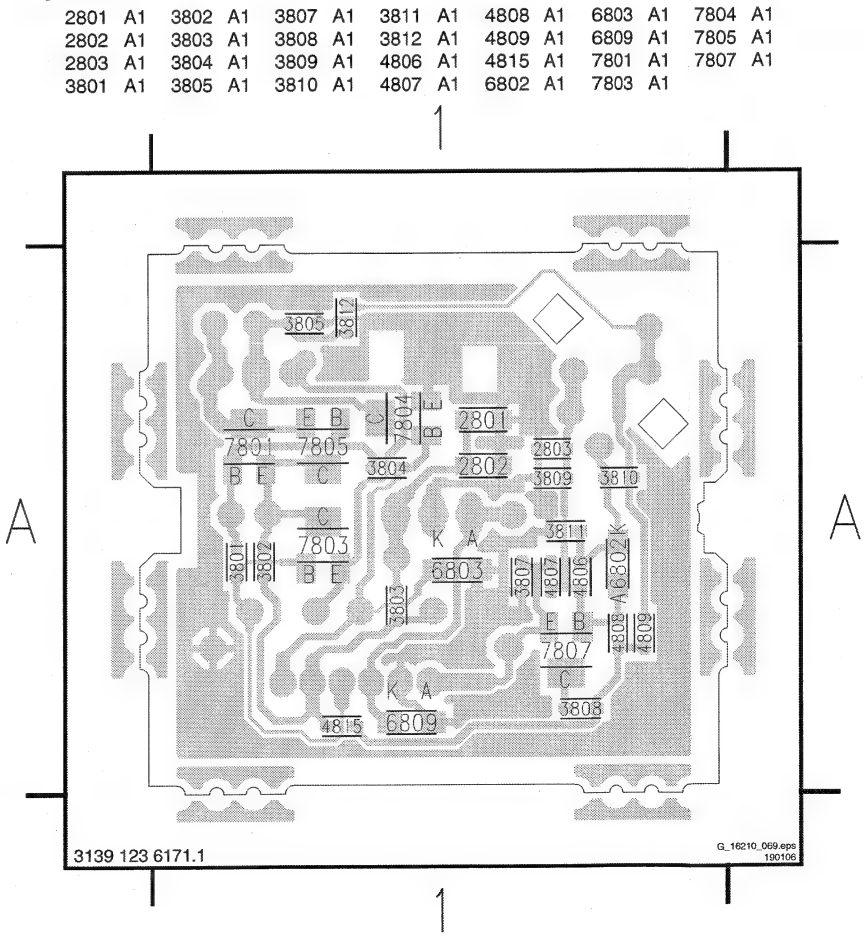 2801 A1 3802 A1 3807 A1 3811 A1 4808 A1 6803 A1 7804 A1
2802 A1 3803 A1 3808 A1 3812 A1 4809 A1 6809 A1 7805 A1
2803 A1 3804 A1 3809 A1 4806 A1 4815 A1 7801 A1 7807 A1
3801 A1 3805 A1 3810 A1 4807 A1 6802 A1 7803 A1
1
3805
3812
C
E B
C
7804
B E
2801
7801
7805
2803
3804
2802
B E
C
3809
3810
A
A
C
3811
7803
K A
K
6802
A
3801
3802
6803
3807
4807
4806
B E
3803
E B
4808
4809
7807
C
K A
3808
4815
6809
3139 123 6171.1
G_16210_069.eps
190106
1